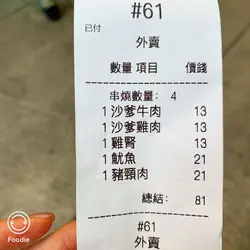 #61
已付
外賣
數量 項目 價錢
串燒數量: 4
1 沙爹牛肉 13
1 沙爹雞肉 13
1 雞腎 13
1 魷魚 21
1 豬頸肉 21
總結: 81
#61
外賣
Foodie